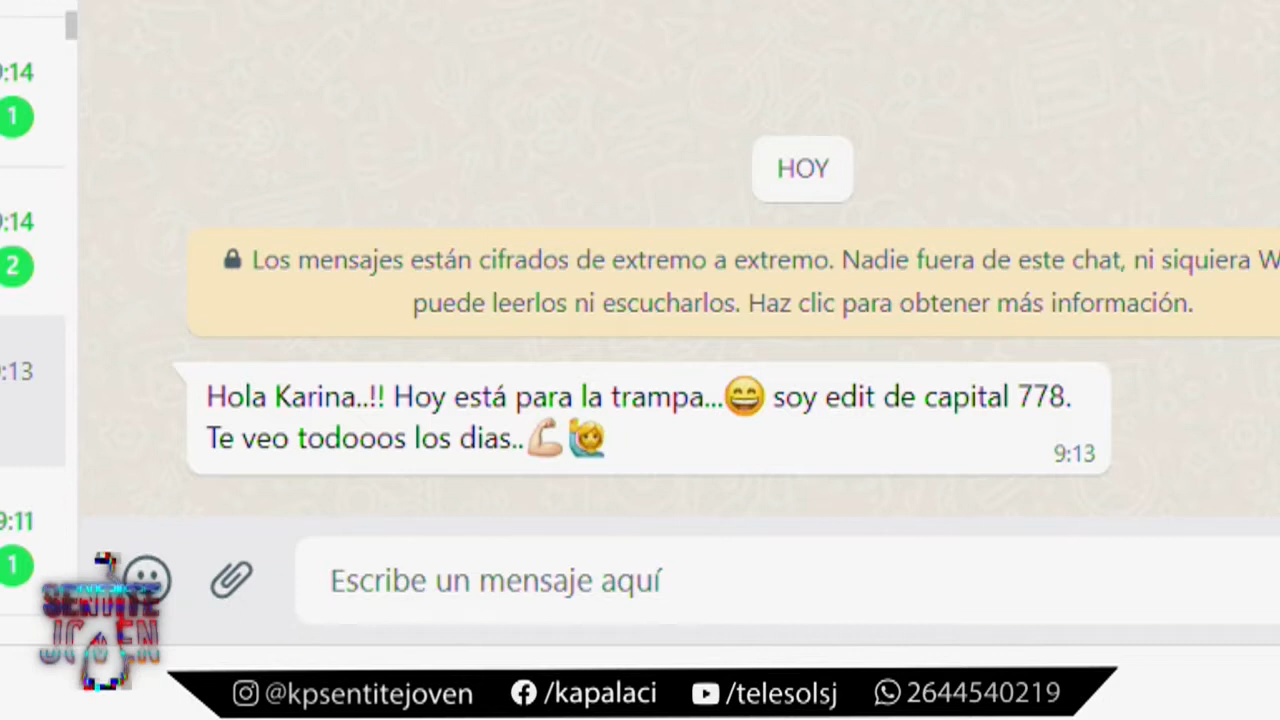 9:14
1
HOY
9:14
2
Los mensajes están cifrados de extremo a extremo. Nadie fuera de este chat, ni siquiera W
puede leerlos ni escucharlos. Haz clic para obtener más información.
:13
Hola Karina..!! Hoy está para la trampa...😄 soy edit de capital 778.
Te veo todooos los dias..💪🏼🙋
9:13
9:11
1
Escribe un mensaje aquí
SENTITE
JOVEN
@kpsentitejoven /kapalaci /telesolsj 2644540219